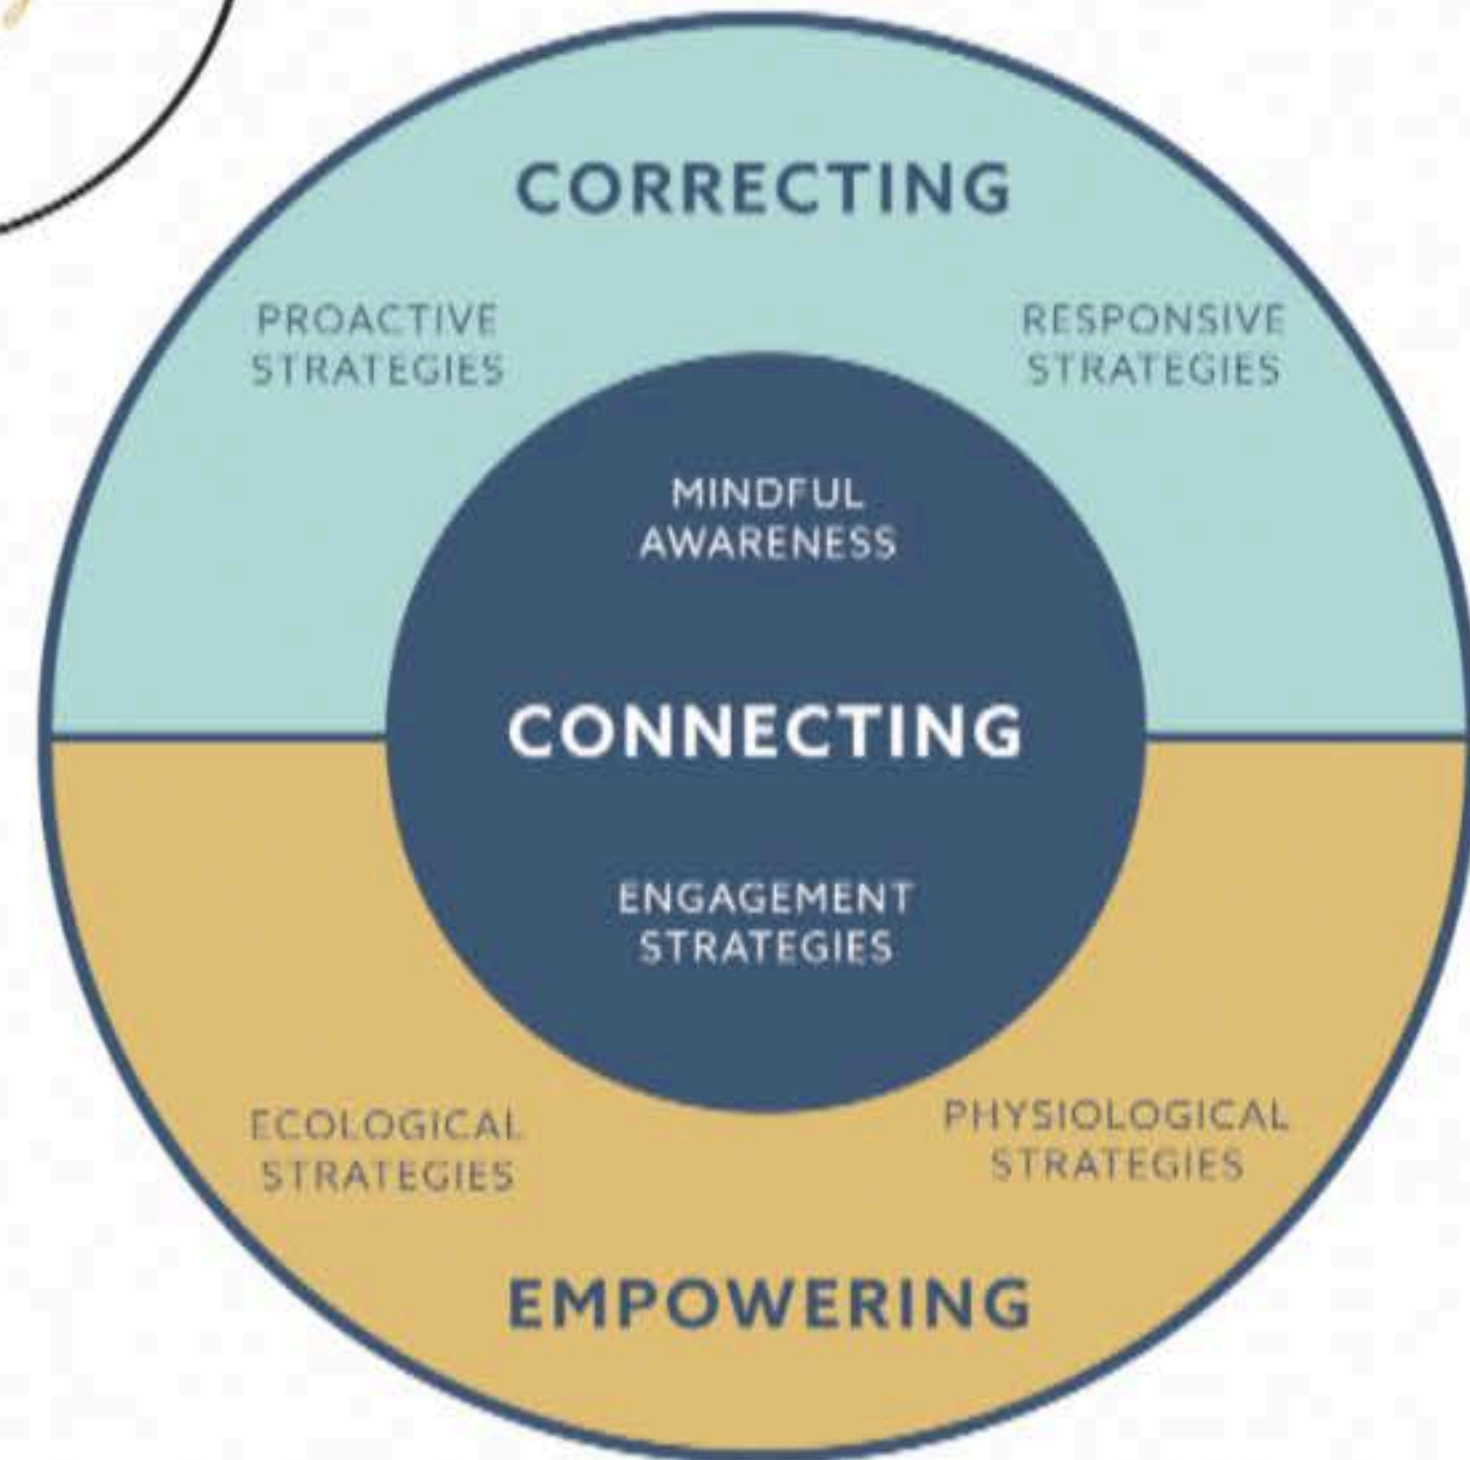 CORRECTING
PROACTIVE
STRATEGIES
RESPONSIVE
STRATEGIES
MINDFUL
AWARENESS
CONNECTING
ENGAGEMENT
STRATEGIES
ECOLOGICAL
STRATEGIES
PHYSIOLOGICAL
STRATEGIES
EMPOWERING